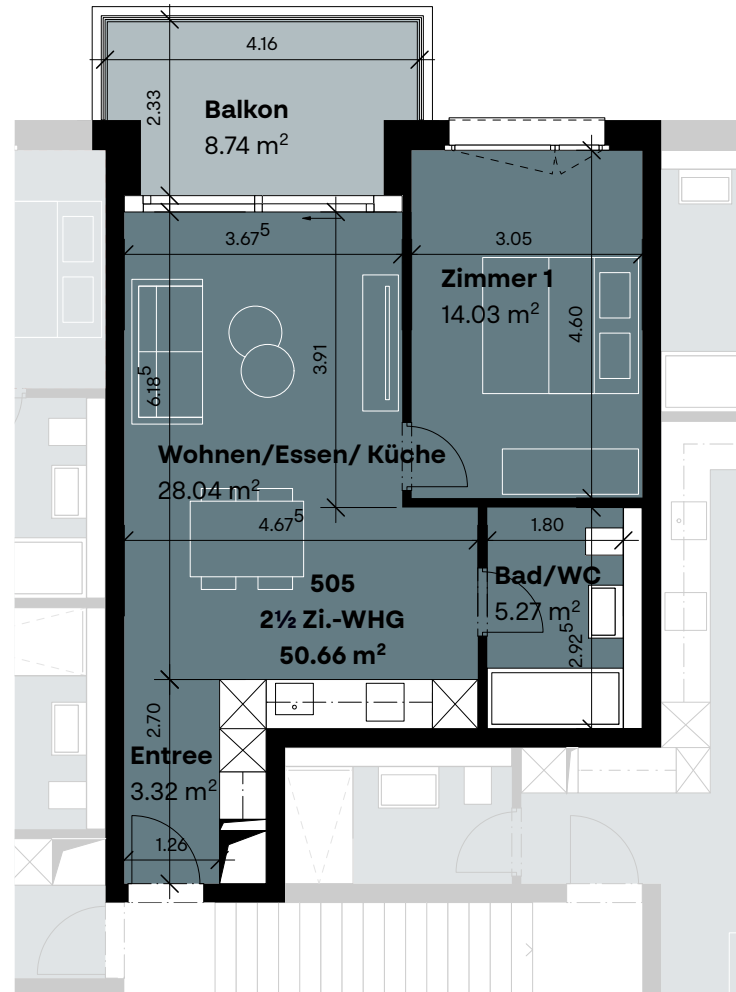 4.16
2.33
Balkon
8.74 m²
3.67⁵
3.05
Zimmer 1
14.03 m²
4.60
3.91
6.18⁵
Wohnen/Essen/ Küche
28.04 m²
4.67⁵
1.80
505
2½ Zi.-WHG
50.66 m²
Bad/WC
5.27 m²
2.92⁵
2.70
Entree
3.32 m²
1.26